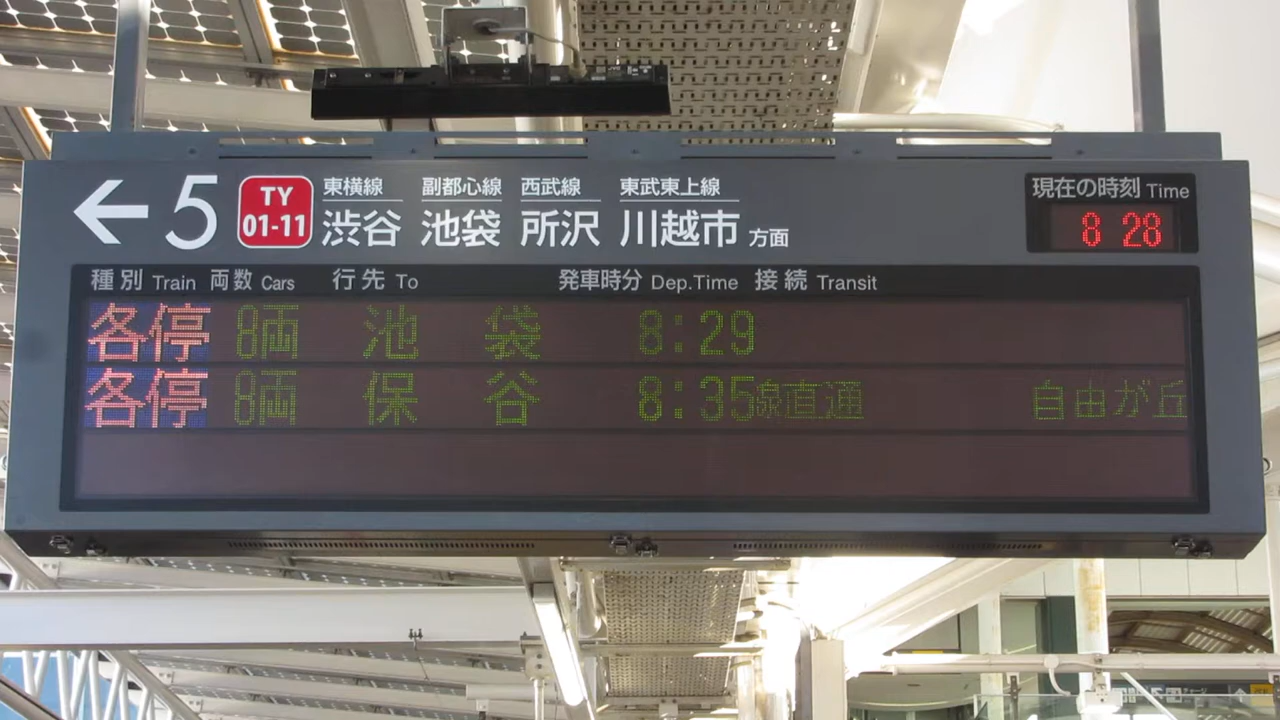 ← 5 TY 01-11 東横線 副都心線 西武線 東武東上線
渋谷 池袋 所沢 川越市 方面
現在の時刻 Time
8 28
種別 Train 両数 Cars 行先 To 発車時分 Dep.Time 接続 Transit
各停 8両 池袋 8:29
各停 8両 保谷 8:35 線直通 自由が丘